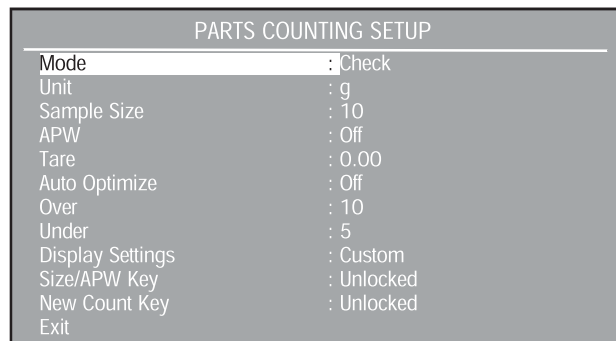 PARTS COUNTING SETUP
Mode : Check
Unit : g
Sample Size : 10
APW : Off
Tare : 0.00
Auto Optimize : Off
Over : 10
Under : 5
Display Settings : Custom
Size/APW Key : Unlocked
New Count Key : Unlocked
Exit